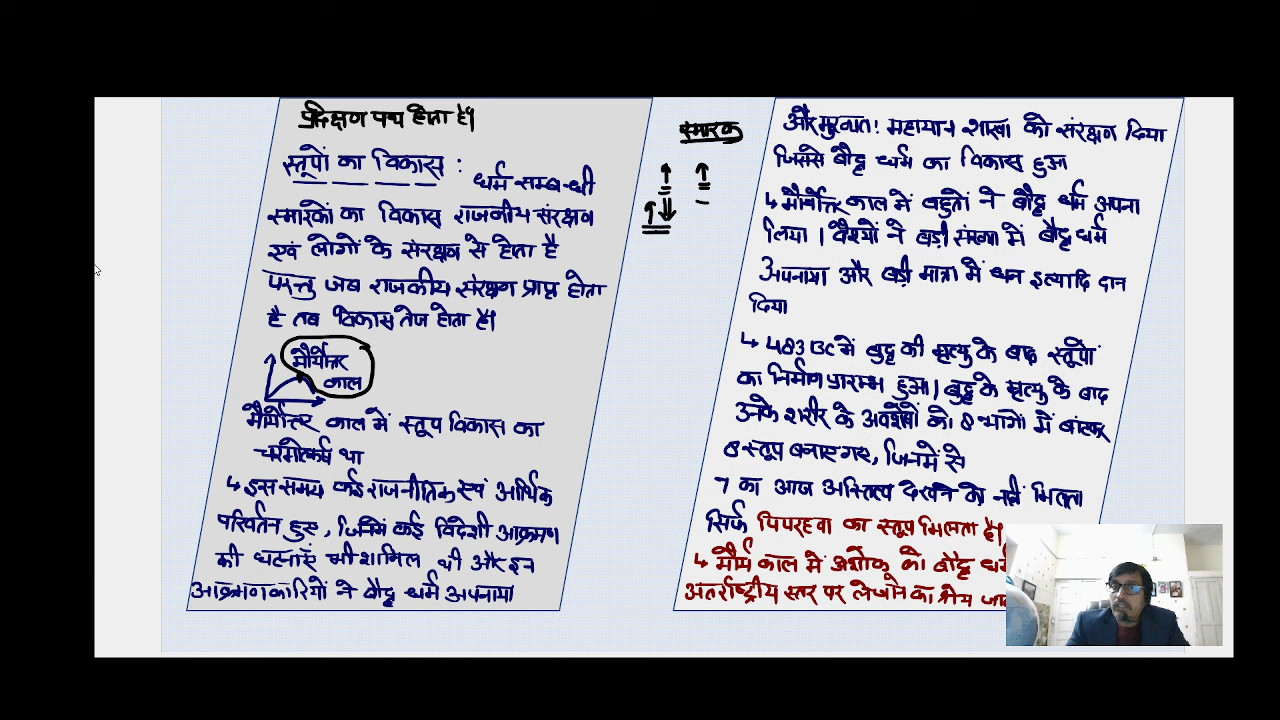 प्रदिक्षण पथ होता है।
स्तूपों का विकास : धर्म सम्बन्धी
स्मारकों का विकास राजकीय संरक्षण
एवं लोगों के संरक्षण से होता है
परन्तु जब राजकीय संरक्षण प्राप्त होता
है तब विकास तेज होता है।
मौर्योत्तर
काल
मौर्योत्तर काल में स्तूप विकास का
चरमोत्कर्ष था
↳ इस समय कई राजनीतिक एवं आर्थिक
परिवर्तन हुए, जिनमें कई विदेशी आक्रमण
की घटनाएं भी शामिल थी और इन
आक्रमणकारियों ने बौद्ध धर्म अपनाया
स्मारक
और मुख्यतः महायान शाखा को संरक्षण दिया
जिससे बौद्ध धर्म का विकास हुआ
↳ मौर्योत्तर काल में बहुतों ने बौद्ध धर्म अपना
लिया। वैश्यों ने बड़ी संख्या में बौद्ध धर्म
अपनाया और बड़ी मात्रा में धन इत्यादि दान
दिया
↳ 483 BC में बुद्ध की मृत्यु के बाद स्तूपों
का निर्माण प्रारम्भ हुआ। बुद्ध के मृत्यु के बाद
उनके शरीर के अवशेषों को 8 भागों में बांटकर
8 स्तूप बनाए गए, जिनमें से
7 का आज अस्तित्व देखने को नहीं मिलता
सिर्फ पिपरहवा का स्तूप मिलता है।
↳ मौर्य काल में अशोक को बौद्ध धर्म
अंतर्राष्ट्रीय स्तर पर लेजाने का श्रेय